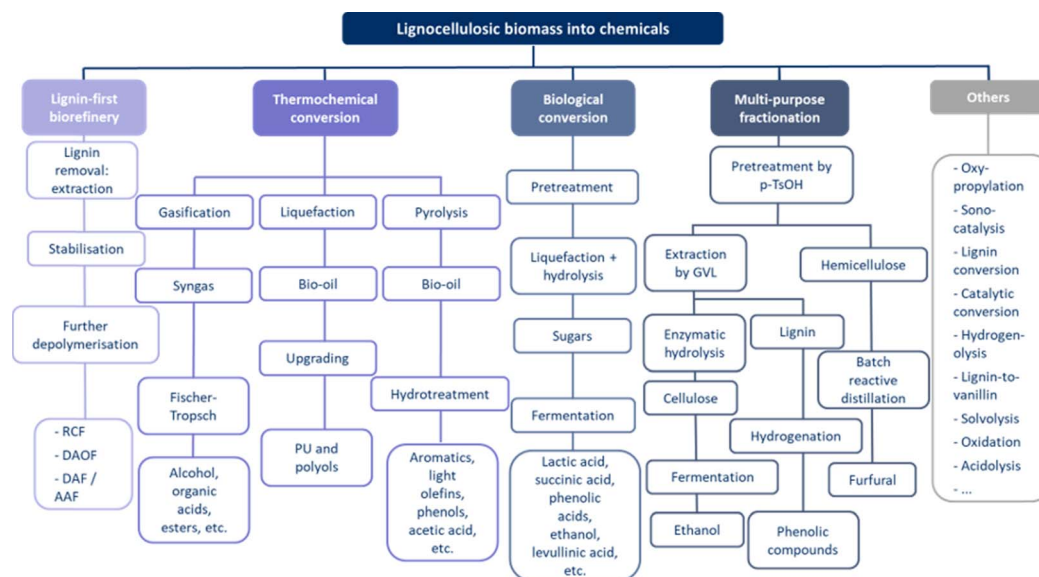 Lignocellulosic biomass into chemicals
Lignin-first
biorefinery
Lignin
removal:
extraction
Stabilisation
Further
depolymerisation
- RCF
- DAOF
- DAF /
AAF
Thermochemical
conversion
Gasification
Syngas
Fischer-
Tropsch
Alcohol,
organic
acids,
esters, etc.
Liquefaction
Bio-oil
Upgrading
PU and
polyols
Pyrolysis
Bio-oil
Hydrotreatment
Aromatics,
light
olefins,
phenols,
acetic acid,
etc.
Biological
conversion
Pretreatment
Liquefaction +
hydrolysis
Sugars
Fermentation
Lactic acid,
succinic acid,
phenolic
acids,
ethanol,
levullinic acid,
etc.
Multi-purpose
fractionation
Pretreatment by
p-TsOH
Extraction
by GVL
Enzymatic
hydrolysis
Cellulose
Fermentation
Ethanol
Lignin
Hydrogenation
Phenolic
compounds
Hemicellulose
Batch
reactive
distillation
Furfural
Others
- Oxy-
propylation
- Sono-
catalysis
- Lignin
conversion
- Catalytic
conversion
- Hydrogen-
olysis
- Lignin-to-
vanillin
- Solvolysis
- Oxidation
- Acidolysis
- ...